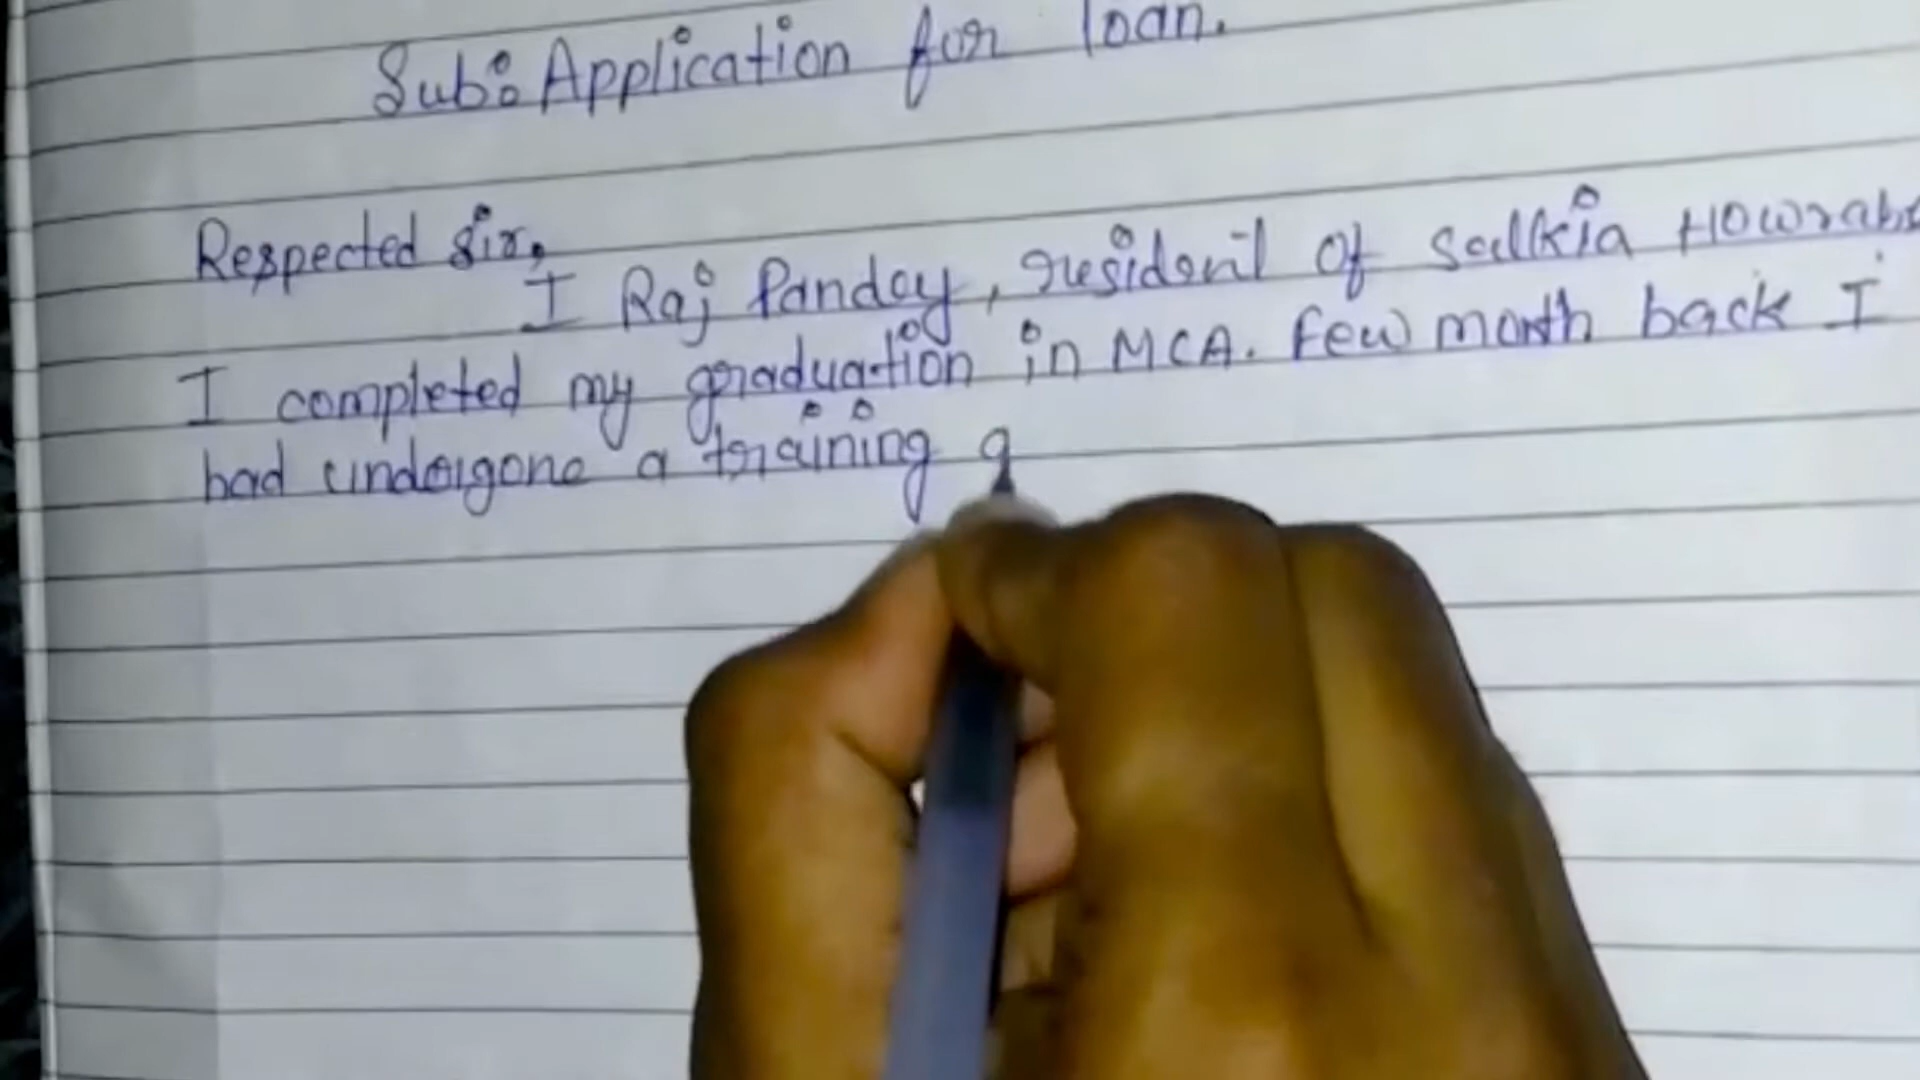 Sub: Application for loan.
Respected Sir,
I Raj Panday, resident of Salkia Howrah
I completed my graduation in MCA. Few month back I
had undergone a training a